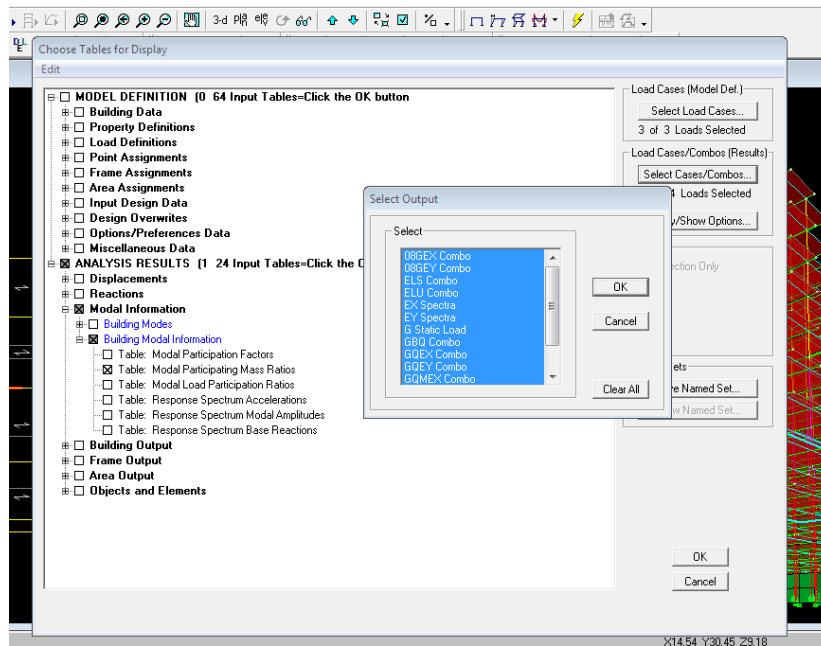 3-d
Choose Tables for Display
Edit
MODEL DEFINITION (0 64 Input Tables=Click the OK button
Building Data
Property Definitions
Load Definitions
Point Assignments
Frame Assignments
Area Assignments
Input Design Data
Design Overwrites
Options/Preferences Data
Miscellaneous Data
ANALYSIS RESULTS (1 24 Input Tables=Click the
Displacements
Reactions
Modal Information
Building Modes
Building Modal Information
Table: Modal Participation Factors
Table: Modal Participating Mass Ratios
Table: Modal Load Participation Ratios
Table: Response Spectrum Accelerations
Table: Response Spectrum Modal Amplitudes
Table: Response Spectrum Base Reactions
Building Output
Frame Output
Area Output
Objects and Elements
Load Cases (Model Def.)
Select Load Cases...
3 of 3 Loads Selected
Load Cases/Combos (Results)
Select Cases/Combos...
Loads Selected
/Show Options...
ection Only
ets
e Named Set...
w Named Set...
OK
Cancel
Select Output
Select
08GEX Combo
08GEY Combo
ELS Combo
ELU Combo
EX Spectra
EY Spectra
G Static Load
GBQ Combo
GQEX Combo
GQEY Combo
GQMEX Combo
OK
Cancel
Clear All
X14.54 Y30.45 Z9.18